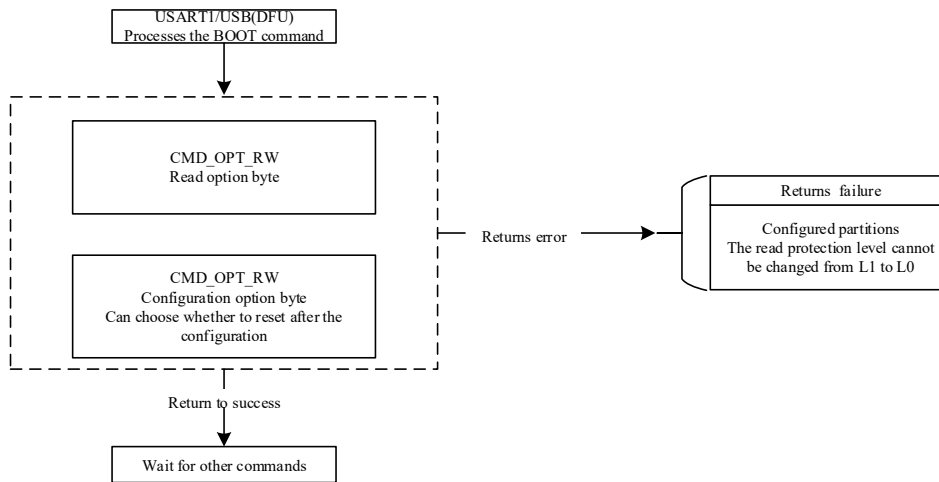 USART1/USB(DFU)
Processes the BOOT command
CMD_OPT_RW
Read option byte
CMD_OPT_RW
Configuration option byte
Can choose whether to reset after the
configuration
Returns error
Returns failure
Configured partitions
The read protection level cannot
be changed from L1 to L0
Return to success
Wait for other commands